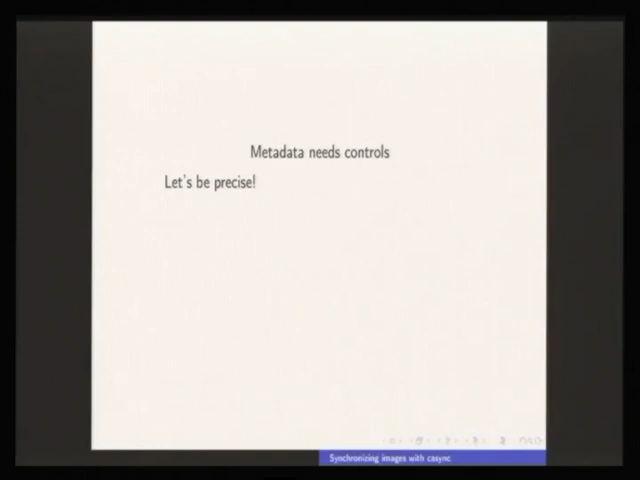 Metadata needs controls
Let's be precise!
Synchronizing images with casync